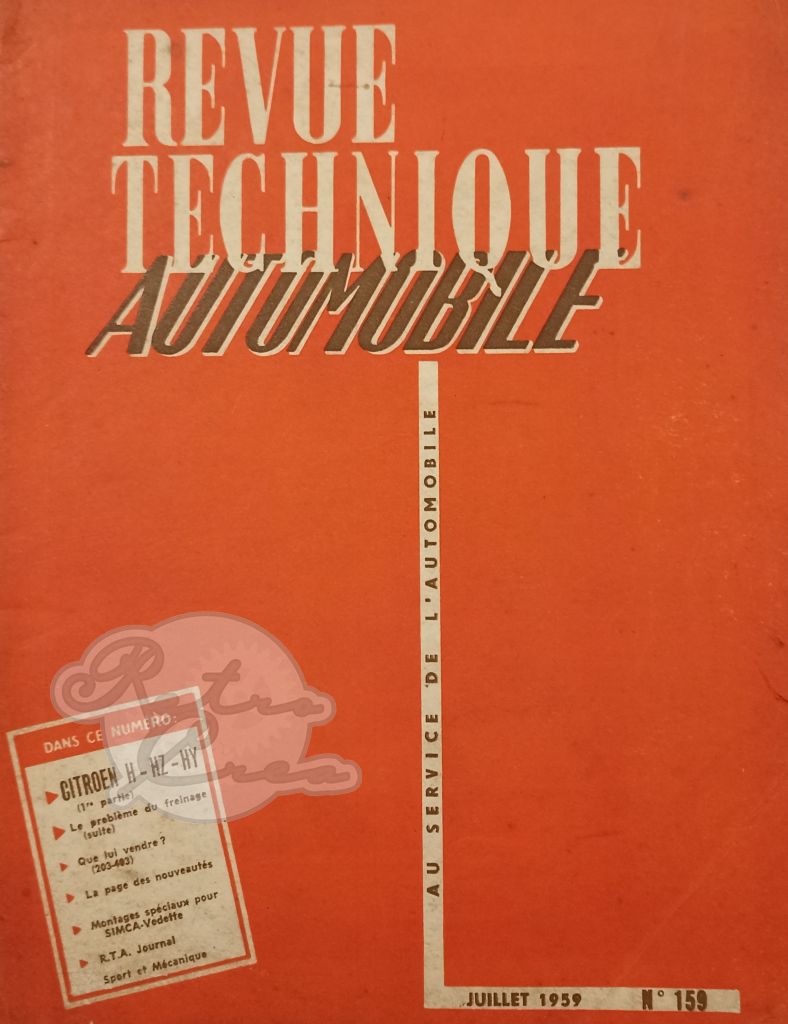 REVUE
TECHNIQUE
AUTOMOBILE
AU SERVICE DE L'AUTOMOBILE
Retro
Crea
DANS CE NUMERO:
CITROEN H - HZ - HY
(1re partie)
Le problème du freinage
(suite)
Que lui vendre ?
(203-403)
La page des nouveautés
Montages spéciaux pour
SIMCA-Vedette
R.T.A. Journal
Sport et Mécanique
JUILLET 1959 N° 159